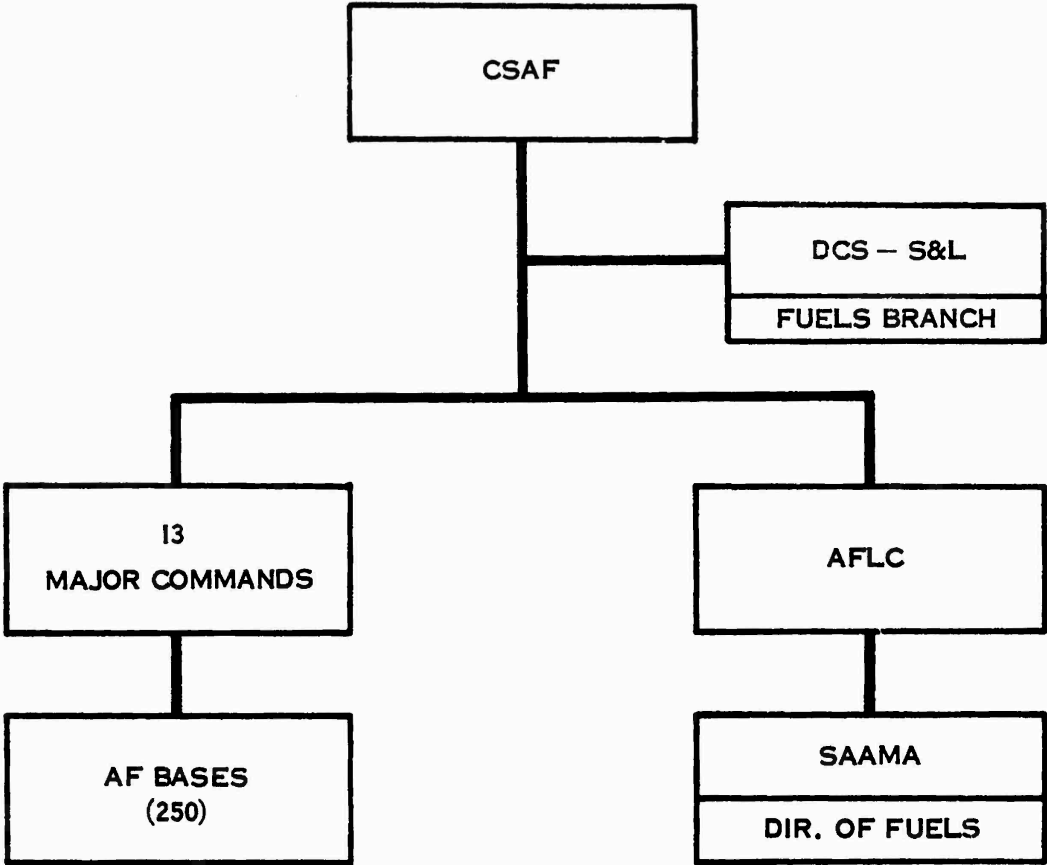 CSAF
DCS – S&L
FUELS BRANCH
13
MAJOR COMMANDS
AFLC
AF BASES
(250)
SAAMA
DIR. OF FUELS